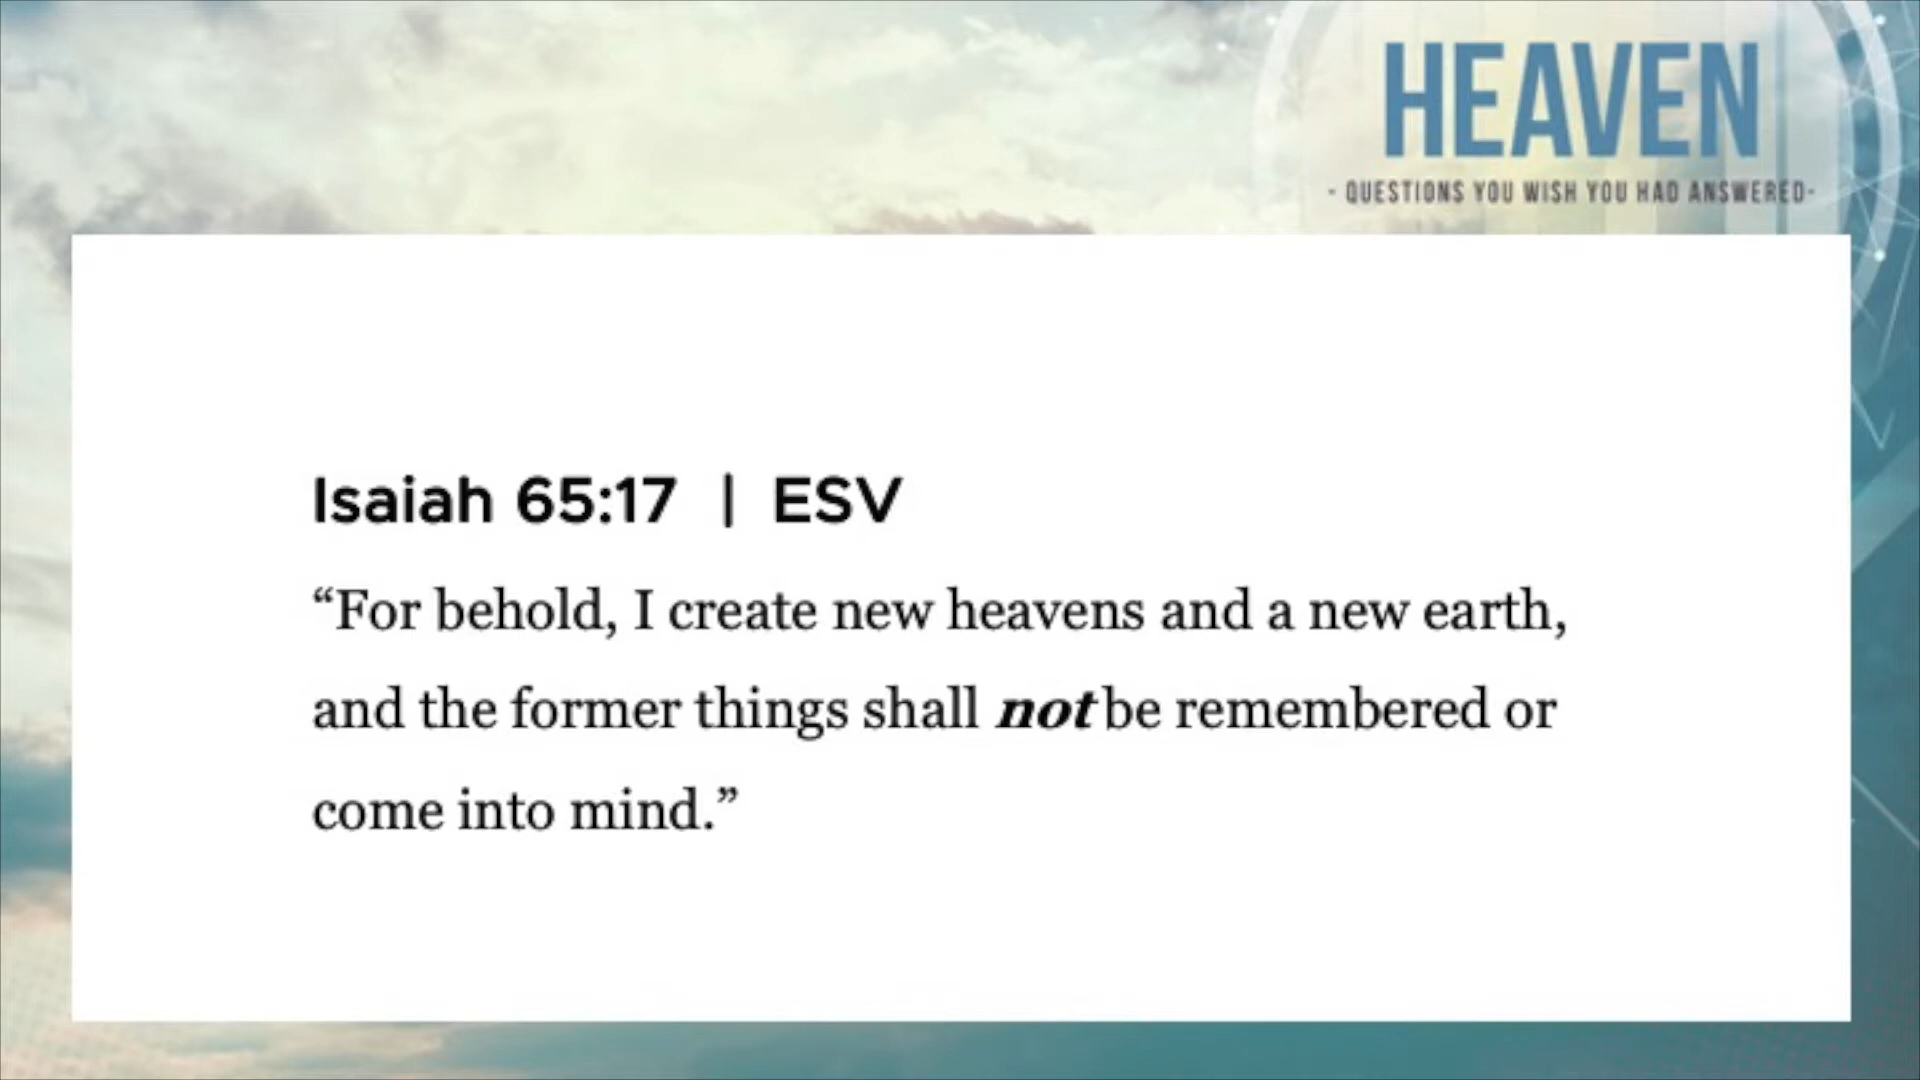 HEAVEN
- QUESTIONS YOU WISH YOU HAD ANSWERED-
Isaiah 65:17 | ESV
“For behold, I create new heavens and a new earth,
and the former things shall not be remembered or
come into mind.”